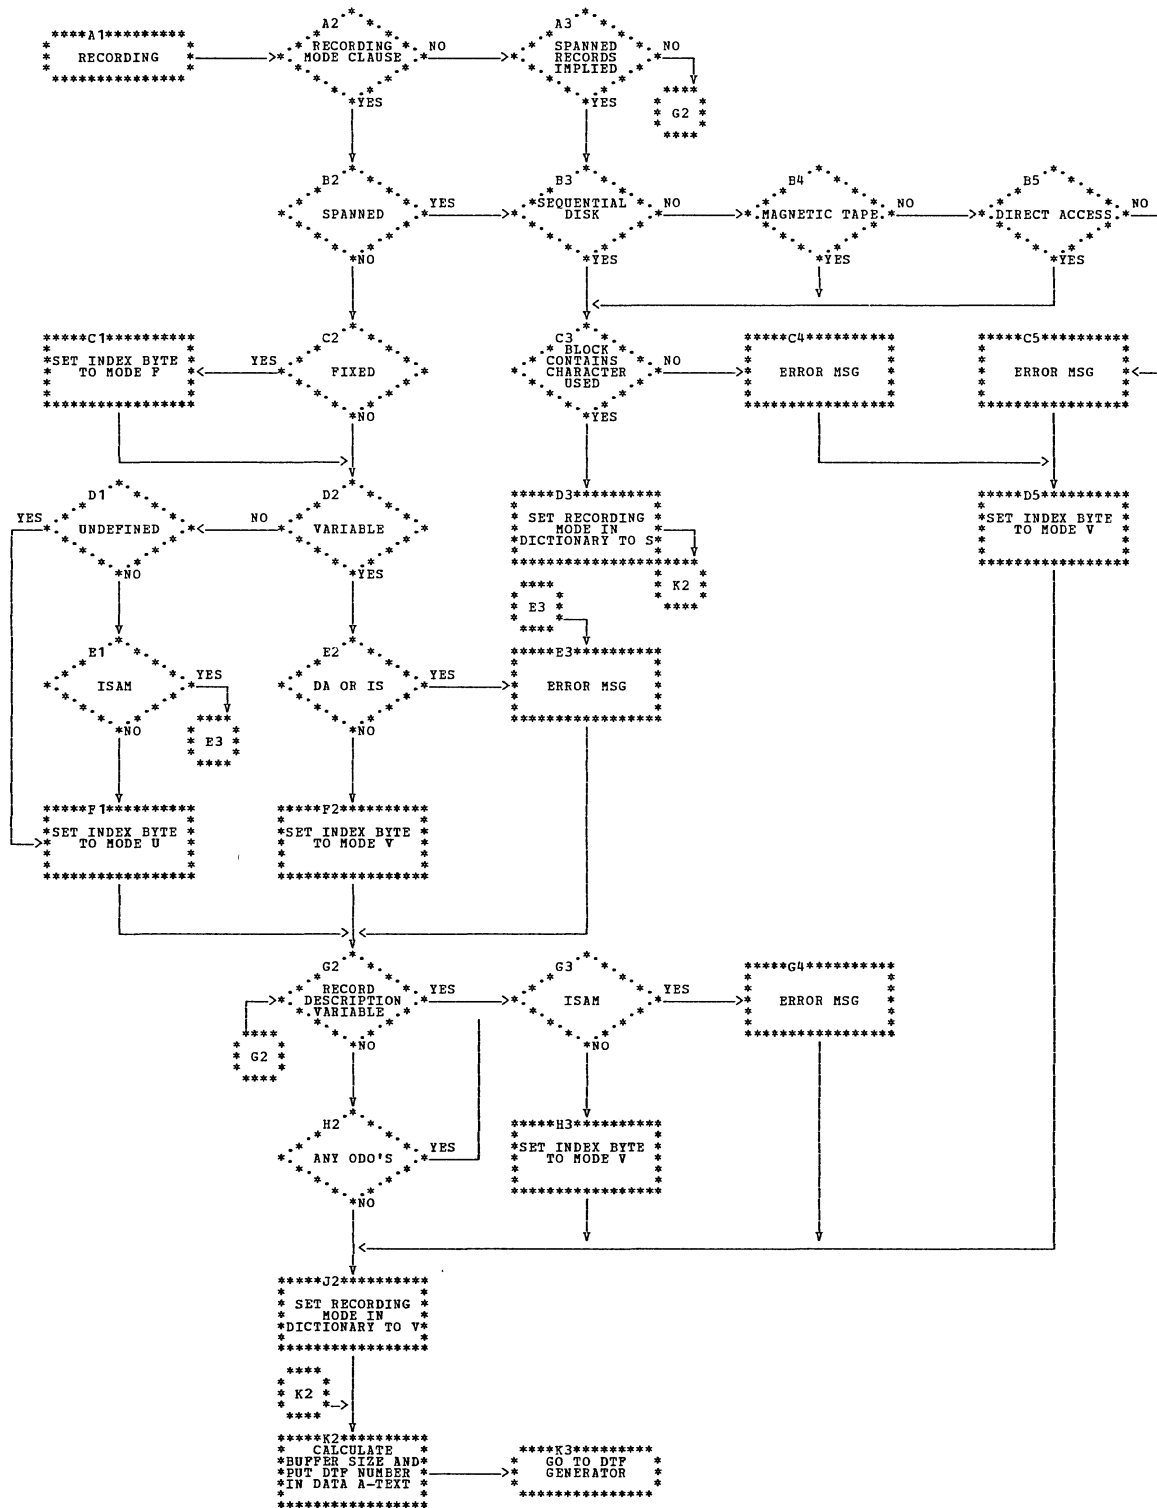 A1
RECORDING
A2
RECORDING
MODE CLAUSE
NO
YES
A3
SPANNED
RECORDS
IMPLIED
NO
YES
G2
B2
SPANNED
YES
NO
B3
SEQUENTIAL
DISK
NO
YES
B4
MAGNETIC TAPE
NO
YES
B5
DIRECT ACCESS
NO
YES
C1
SET INDEX BYTE
TO MODE F
C2
FIXED
YES
NO
C3
BLOCK
CONTAINS
CHARACTER
USED
NO
YES
C4
ERROR MSG
C5
ERROR MSG
D1
UNDEFINED
YES
NO
D2
VARIABLE
NO
YES
D3
SET RECORDING
MODE IN
DICTIONARY TO S
K2
D5
SET INDEX BYTE
TO MODE V
E3
E1
ISAM
YES
NO
E3
E2
DA OR IS
YES
NO
E3
ERROR MSG
F1
SET INDEX BYTE
TO MODE U
F2
SET INDEX BYTE
TO MODE V
G2
RECORD
DESCRIPTION
VARIABLE
YES
NO
G2
G3
ISAM
YES
NO
G4
ERROR MSG
H2
ANY ODO'S
YES
NO
H3
SET INDEX BYTE
TO MODE V
J2
SET RECORDING
MODE IN
DICTIONARY TO V
K2
K2
CALCULATE
BUFFER SIZE AND
PUT DTF NUMBER
IN DATA A-TEXT
K3
GO TO DTF
GENERATOR